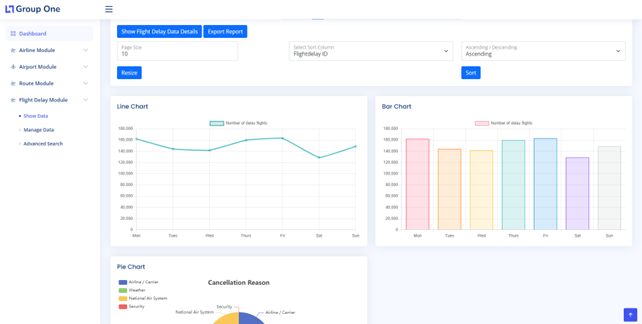 Group One
Dashboard
Airline Module
Airport Module
Route Module
Flight Delay Module
Show Data
Manage Data
Advanced Search
Show Flight Delay Data Details
Export Report
Page Size
10
Select Sort Column
Flightdelay ID
Ascending / Descending
Ascending
Resize
Sort
Line Chart
Number of delay flights
180,000
160,000
140,000
120,000
100,000
80,000
60,000
40,000
20,000
0
Mon Tues Wed Thurs Fri Sat Sun
Bar Chart
Number of delay flights
180,000
160,000
140,000
120,000
100,000
80,000
60,000
40,000
20,000
0
Mon Tues Wed Thurs Fri Sat Sun
Pie Chart
Cancellation Reason
Airline / Carrier
Weather
National Air System
Security
Security
National Air System
Airline / Carrier